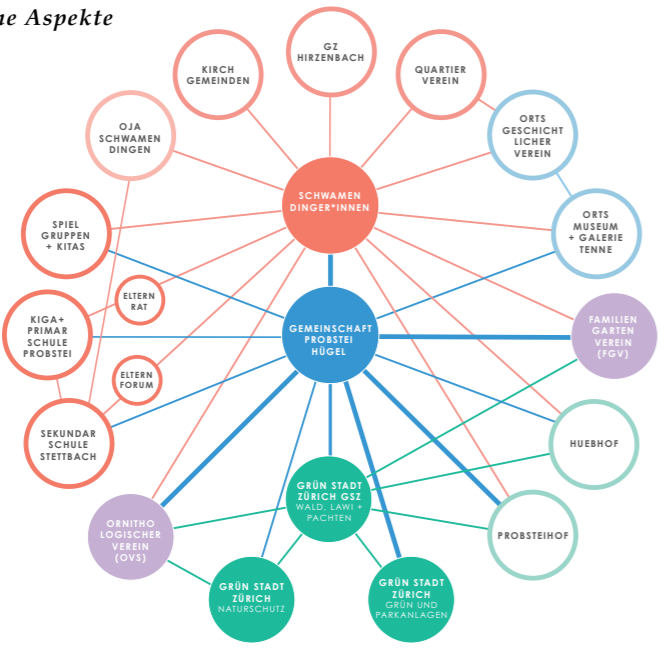 ne Aspekte
GZ
HIRZENBACH
KIRCH
GEMEINDEN
QUARTIER
VEREIN
OJA
SCHWAMEN
DINGEN
ORTS
GESCHICHT
LICHER
VEREIN
SCHWAMEN
DINGER*INNEN
SPIEL
GRUPPEN
+ KITAS
ORTS
MUSEUM
+ GALERIE
TENNE
ELTERN
RAT
KIGA+
PRIMAR
SCHULE
PROBSTEI
GEMEINSCHAFT
PROBSTEI
HÜGEL
FAMILIEN
GARTEN
VEREIN
(FGV)
ELTERN
FORUM
SEKUNDAR
SCHULE
STETTBACH
HUEBHOF
GRÜN STADT
ZÜRICH GSZ
WALD, LAWI +
PACHTEN
ORNITHO
LOGISCHER
VEREIN
(OVS)
PROBSTEIHOF
GRÜN STADT
ZÜRICH
NATURSCHUTZ
GRÜN STADT
ZÜRICH
GRÜN UND
PARKANLAGEN